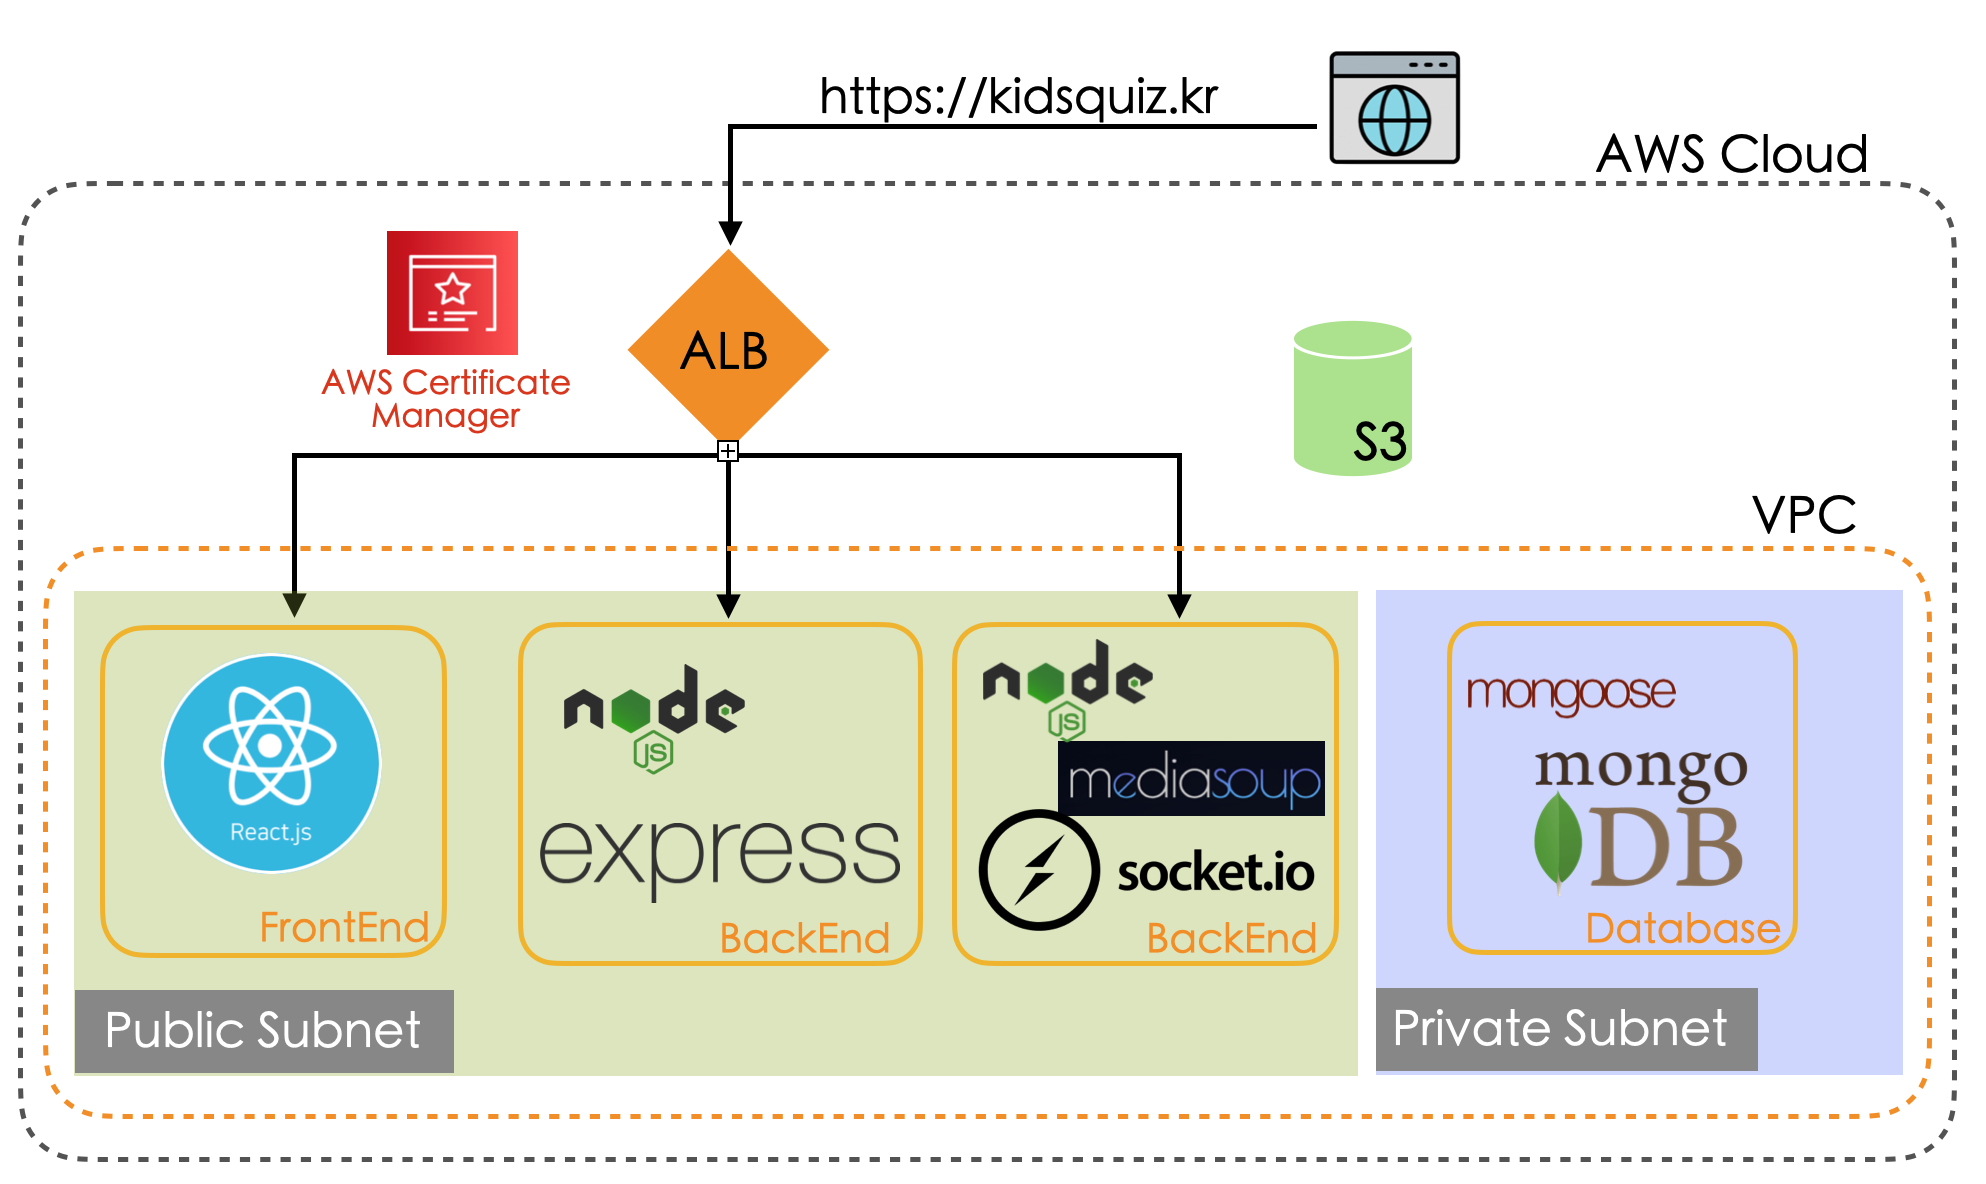 https://kidsquiz.kr
AWS Cloud
AWS Certificate
Manager
ALB
S3
VPC
React.js
FrontEnd
node
JS
express
BackEnd
node
JS
mediasoup
socket.io
BackEnd
mongoose
mongo
DB
Database
Public Subnet
Private Subnet